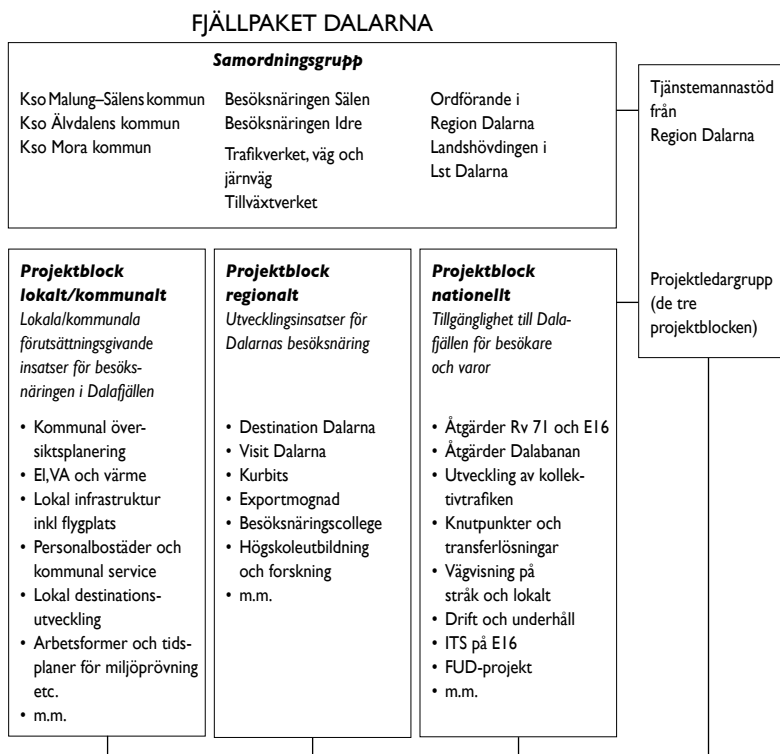 FJÄLLPAKET DALARNA
Samordningsgrupp
Kso Malung–Sälens kommun
Kso Älvdalens kommun
Kso Mora kommun
Besöksnäringen Sälen
Besöksnäringen Idre
Trafikverket, väg och
järnväg
Tillväxtverket
Ordförande i
Region Dalarna
Landshövdingen i
Lst Dalarna
Tjänstemannastöd
från
Region Dalarna
Projektledargrupp
(de tre
projektblocken)
Projektblock
lokalt/kommunalt
Lokala/kommunala
förutsättningsgivande
insatser för besöks-
näringen i Dalafjällen
• Kommunal över-
siktsplanering
• El,VA och värme
• Lokal infrastruktur
inkl flygplats
• Personalbostäder och
kommunal service
• Lokal destinations-
utveckling
• Arbetsformer och tids-
planer för miljöprövning
etc.
• m.m.
Projektblock
regionalt
Utvecklingsinsatser för
Dalarnas besöksnäring
• Destination Dalarna
• Visit Dalarna
• Kurbits
• Exportmognad
• Besöksnäringscollege
• Högskoleutbildning
och forskning
• m.m.
Projektblock
nationellt
Tillgänglighet till Dala-
fjällen för besökare
och varor
• Åtgärder Rv 71 och E16
• Åtgärder Dalabanan
• Utveckling av kollek-
tivtrafiken
• Knutpunkter och
transferlösningar
• Vägvisning på
stråk och lokalt
• Drift och underhåll
• ITS på E16
• FUD-projekt
• m.m.